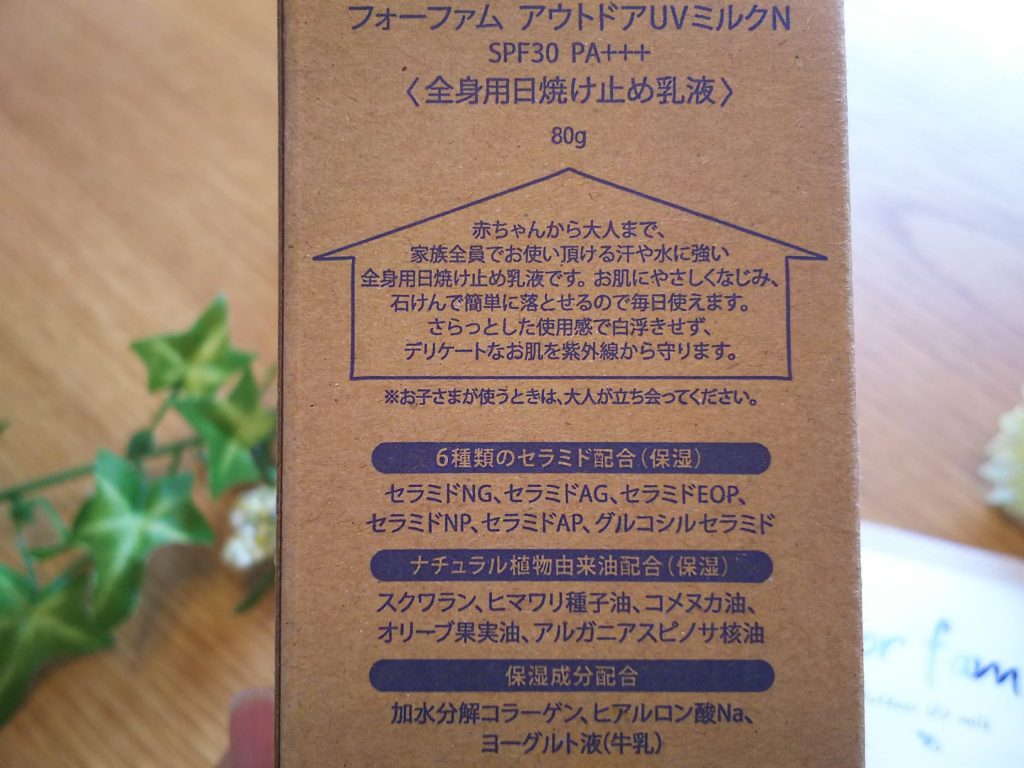 フォーファム アウトドアUVミルクN
SPF30 PA+++
〈全身用日焼け止め乳液〉
80g
赤ちゃんから大人まで、
家族全員でお使い頂ける汗や水に強い
全身用日焼け止め乳液です。お肌にやさしくなじみ、
石けんで簡単に落とせるので毎日使えます。
さらっとした使用感で白浮きせず、
デリケートなお肌を紫外線から守ります。
※お子さまが使うときは、大人が立ち会ってください。
6種類のセラミド配合(保湿)
セラミドNG、セラミドAG、セラミドEOP、
セラミドNP、セラミドAP、グルコシルセラミド
ナチュラル植物由来油配合(保湿)
スクワラン、ヒマワリ種子油、コメヌカ油、
オリーブ果実油、アルガニアスピノサ核油
保湿成分配合
加水分解コラーゲン、ヒアルロン酸Na、
ヨーグルト液(牛乳)
or fam